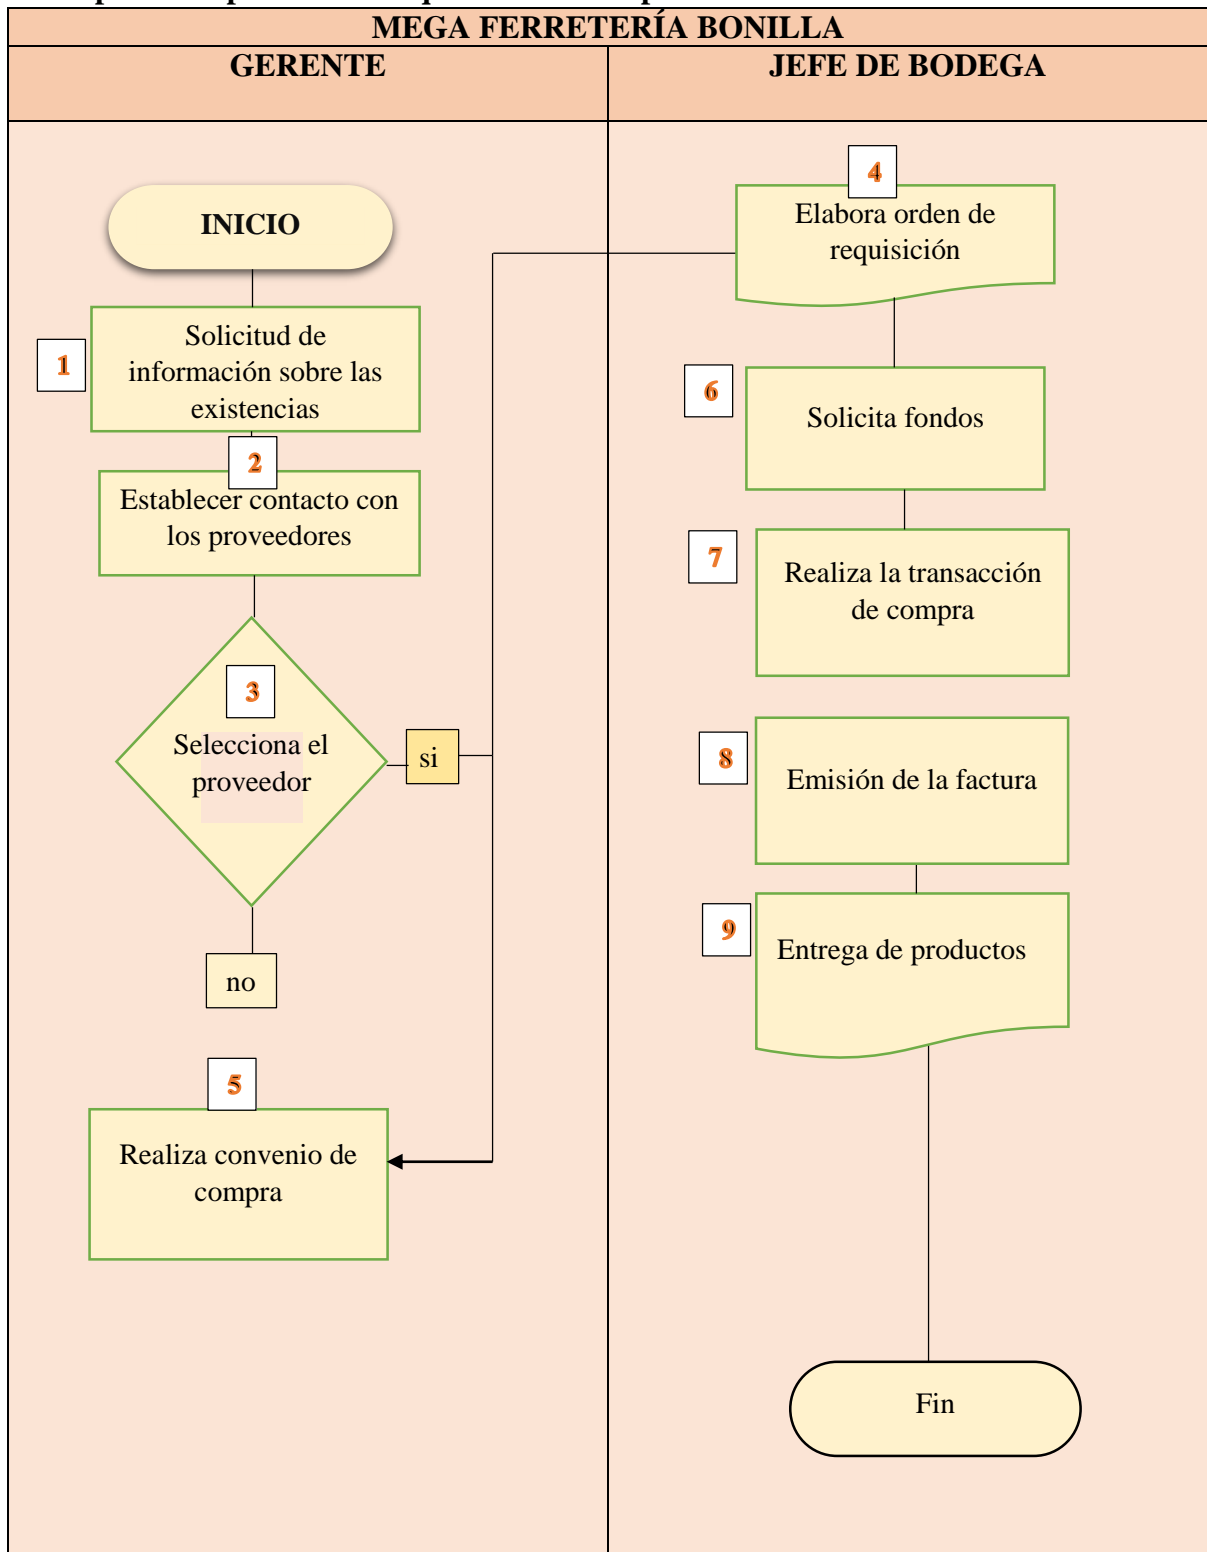 MEGA FERRETERÍA BONILLA
GERENTE
JEFE DE BODEGA
INICIO
1
Solicitud de
información sobre las
existencias
2
Establecer contacto con
los proveedores
3
Selecciona el
proveedor
si
no
5
Realiza convenio de
compra
4
Elabora orden de
requisición
6
Solicita fondos
7
Realiza la transacción
de compra
8
Emisión de la factura
9
Entrega de productos
Fin